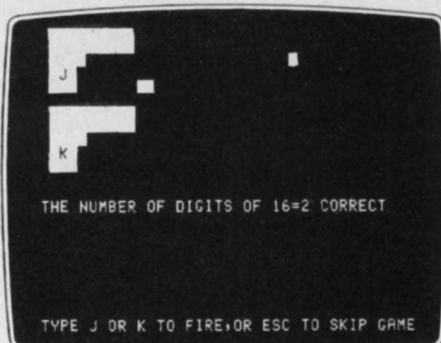 J
K
THE NUMBER OF DIGITS OF 16=2 CORRECT
TYPE J OR K TO FIRE,OR ESC TO SKIP GAME